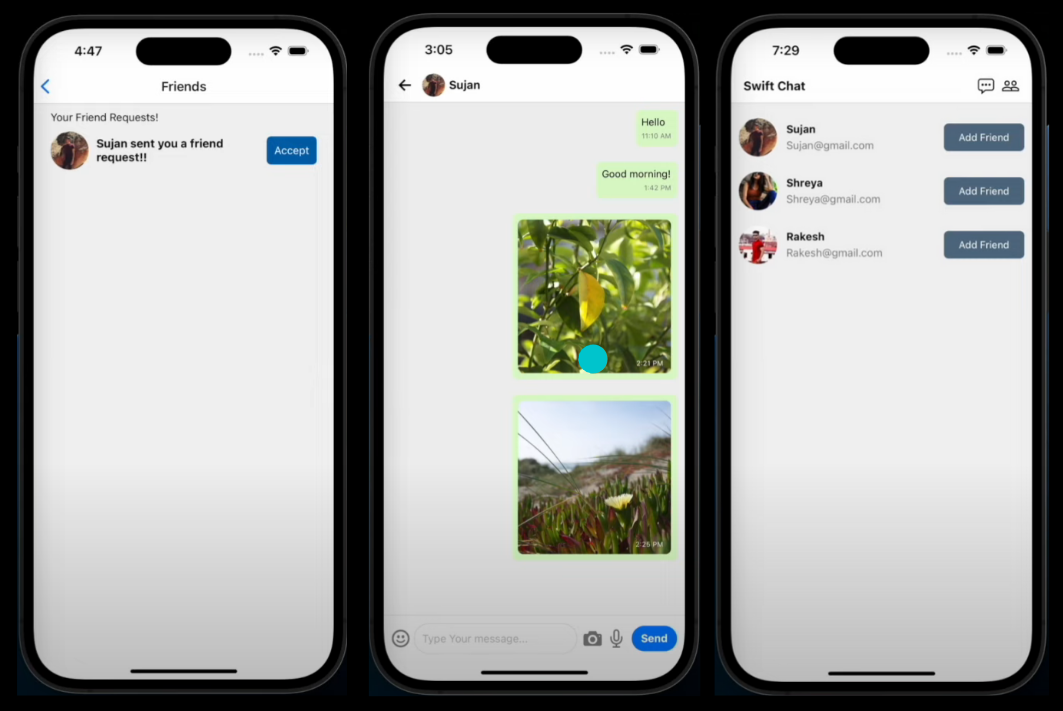 4:47
Friends
Your Friend Requests!
Sujan sent you a friend
request!!
Accept
3:05
Sujan
Hello
11:10 AM
Good morning!
1:42 PM
2:21 PM
2:25 PM
Type Your message...
Send
7:29
Swift Chat
Sujan
Sujan@gmail.com
Add Friend
Shreya
Shreya@gmail.com
Add Friend
Rakesh
Rakesh@gmail.com
Add Friend